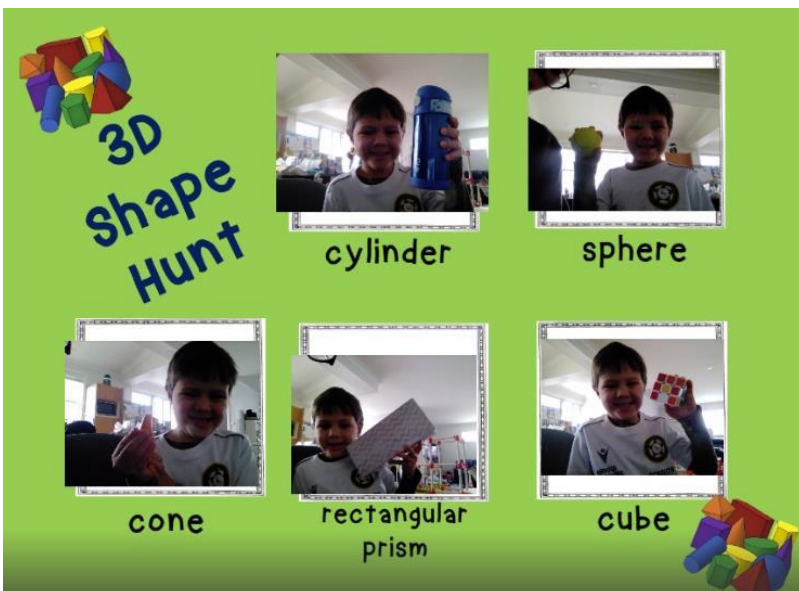 3D
Shape
Hunt
cylinder
sphere
cone
rectangular
prism
cube